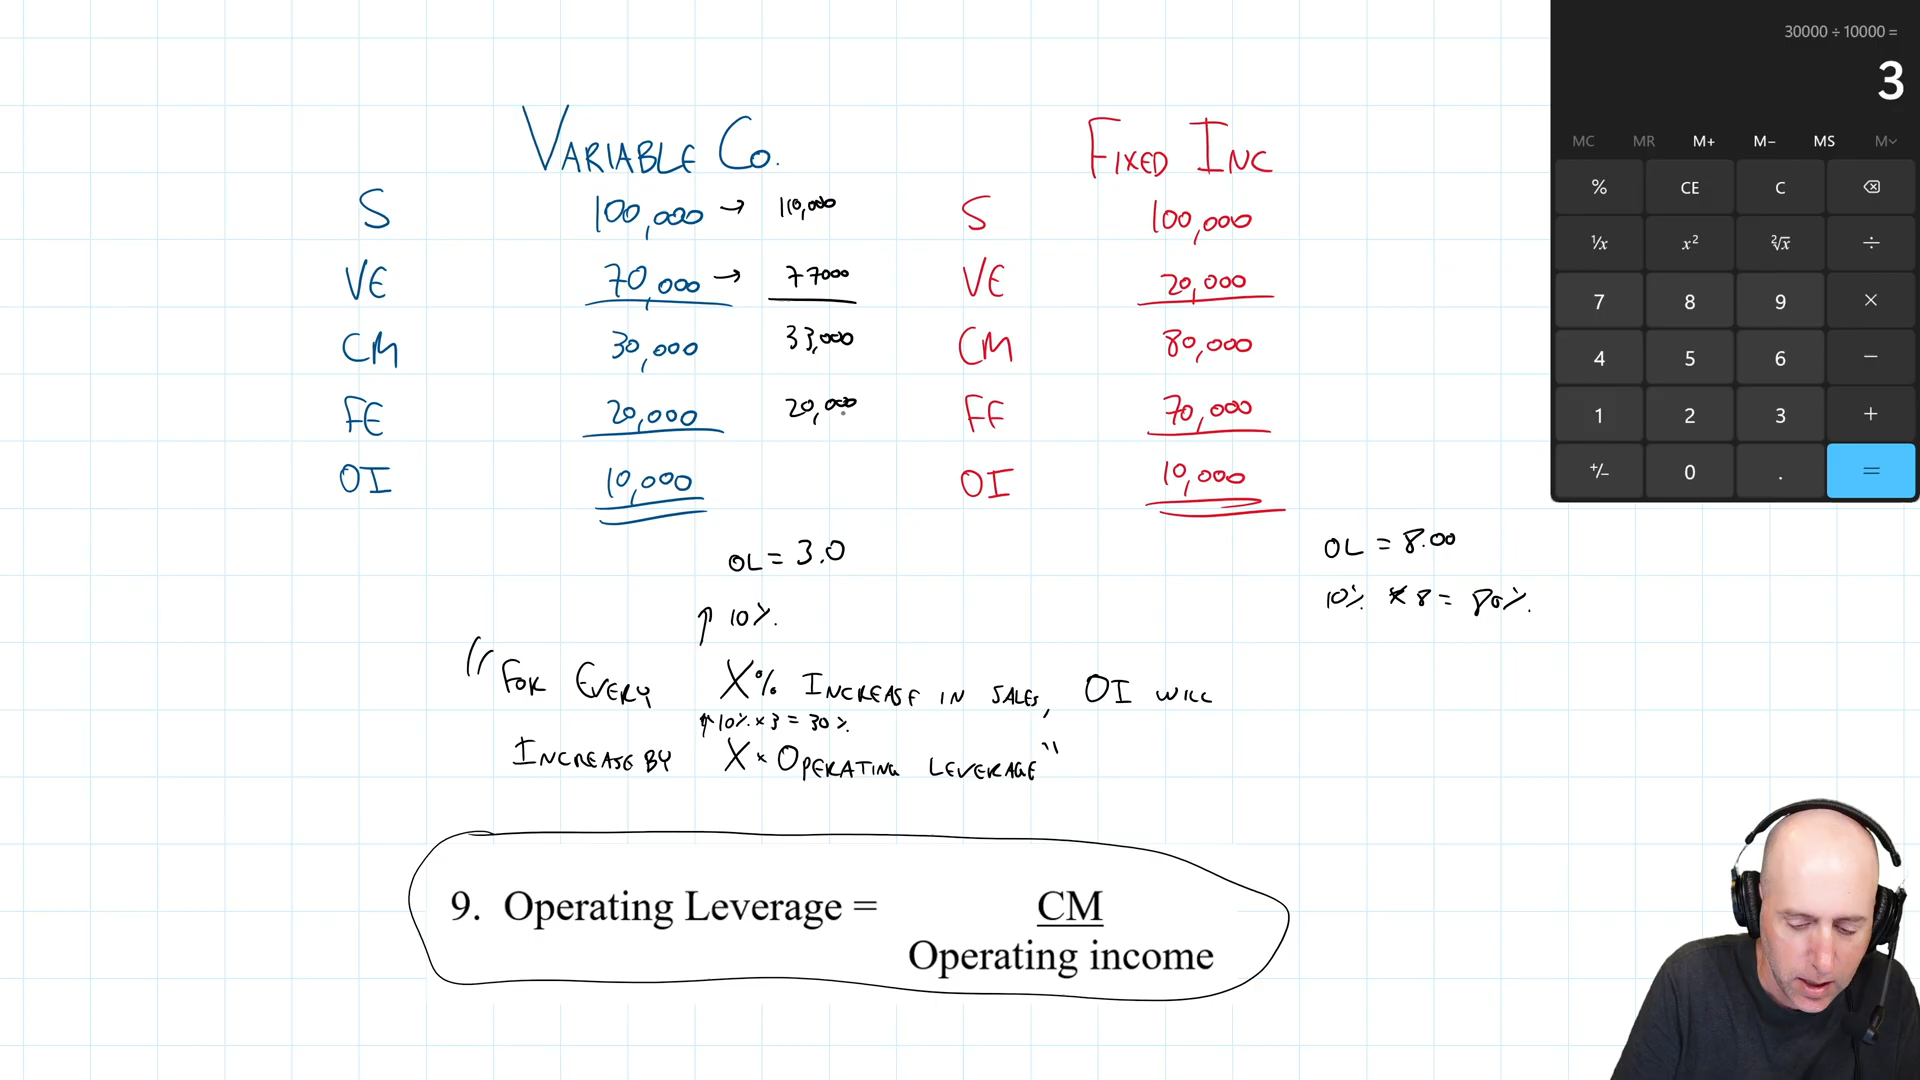 VARIABLE CO.
S 100,000 → 110,000
VE 70,000 → 77000
CM 30,000 33,000
FE 20,000 20,000
OI 10,000
OL = 3.0
↑ 10%
FIXED INC
S 100,000
VE 20,000
CM 80,000
FE 70,000
OI 10,000
OL = 8.00
10% * 8 = 80%
"FOR EVERY X% INCREASE IN SALES, OI WILL
↑ 10% × 3 = 30%
INCREASE BY X * OPERATING LEVERAGE"
9. Operating Leverage = CM
Operating income
30000 ÷ 10000 =
3
MC MR M+ M− MS M˅
% CE C ⌫
¹/x x² ²√x ÷
7 8 9 ×
4 5 6 −
1 2 3 +
+/− 0 . =